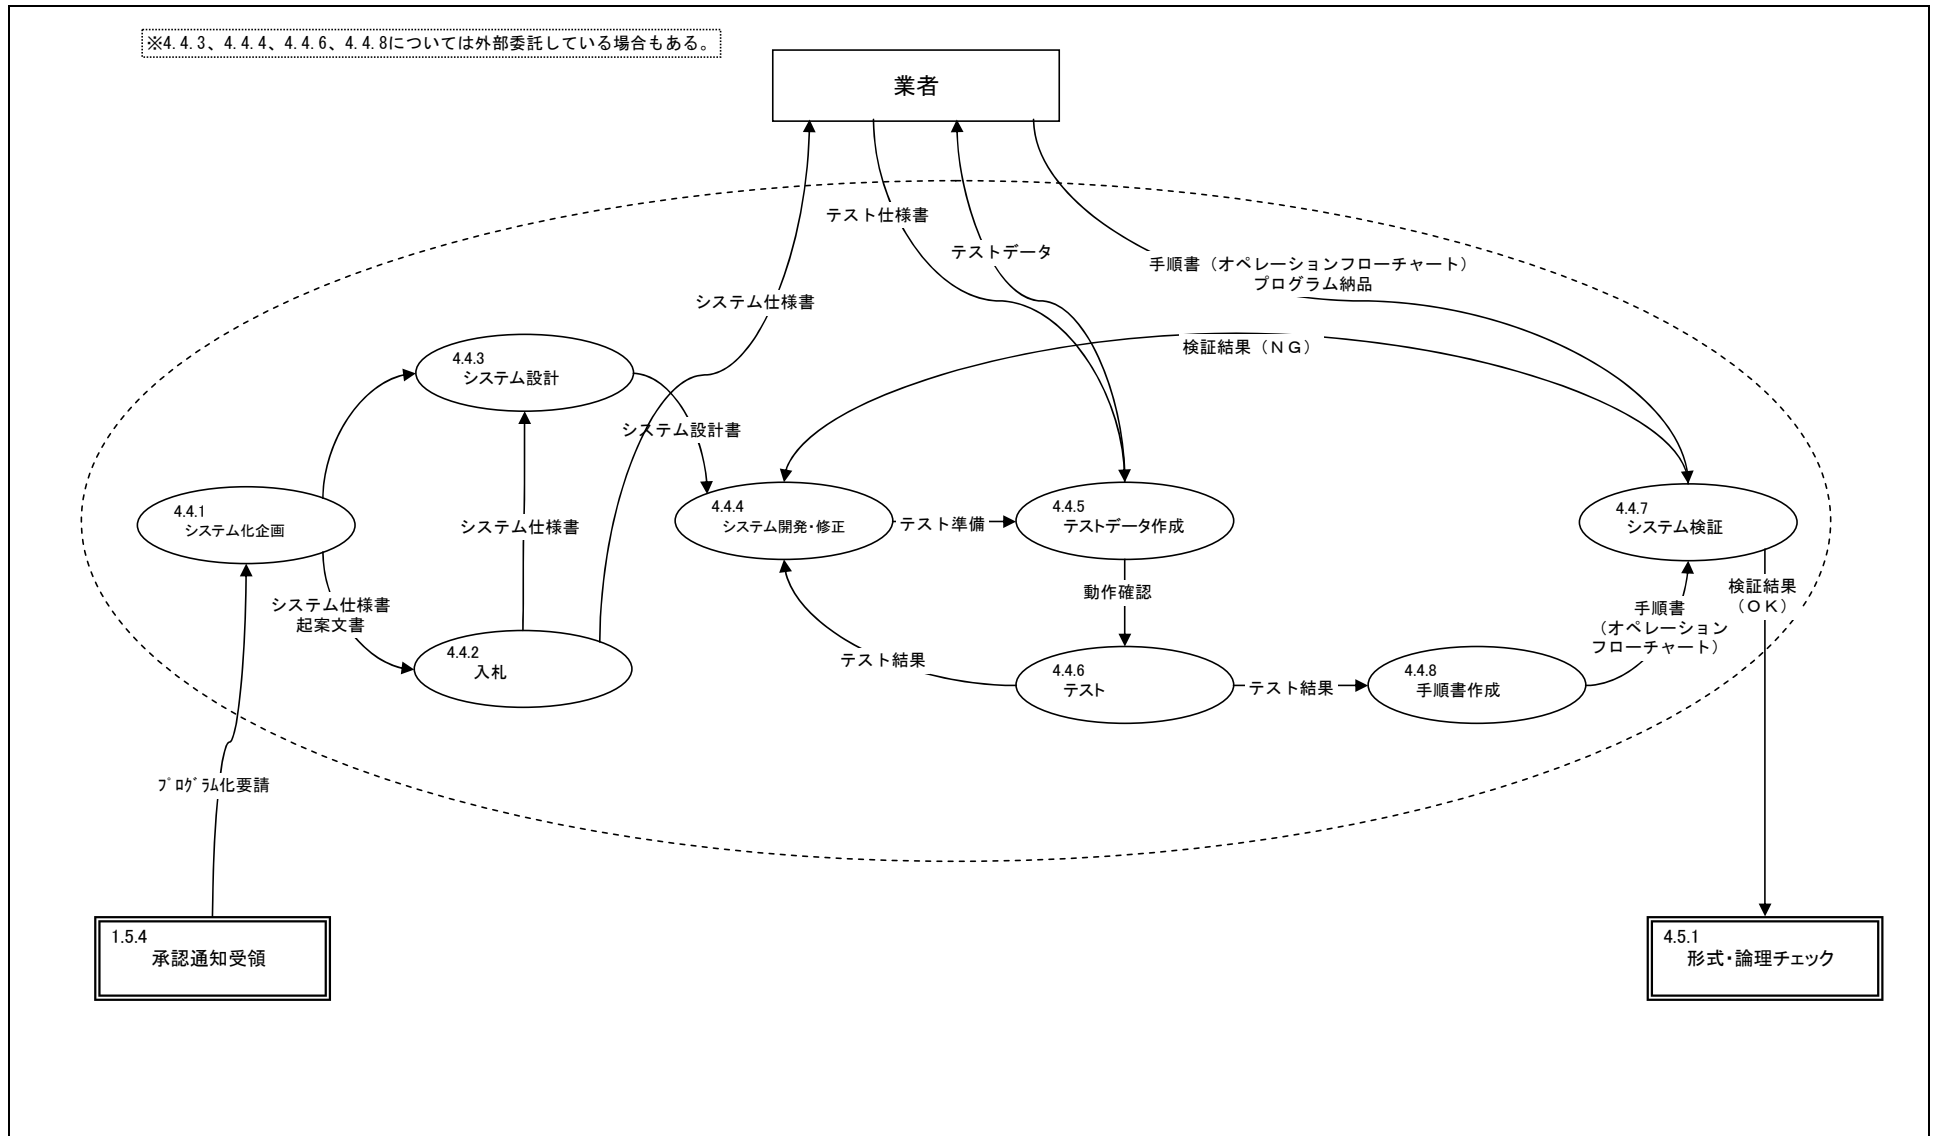 ※4.4.3、4.4.4、4.4.6、4.4.8については外部委託している場合もある。
業者
テスト仕様書
テストデータ
手順書（オペレーションフローチャート）
プログラム納品
システム仕様書
検証結果（ＮＧ）
4.4.3
システム設計
システム設計書
4.4.1
システム化企画
システム仕様書
4.4.4
システム開発・修正
テスト準備
4.4.5
テストデータ作成
4.4.7
システム検証
システム仕様書
起案文書
動作確認
検証結果
（ＯＫ）
手順書
（オペレーション
フローチャート）
4.4.2
入札
テスト結果
4.4.6
テスト
テスト結果
4.4.8
手順書作成
ﾌﾟﾛｸﾞﾗﾑ化要請
1.5.4
承認通知受領
4.5.1
形式・論理チェック